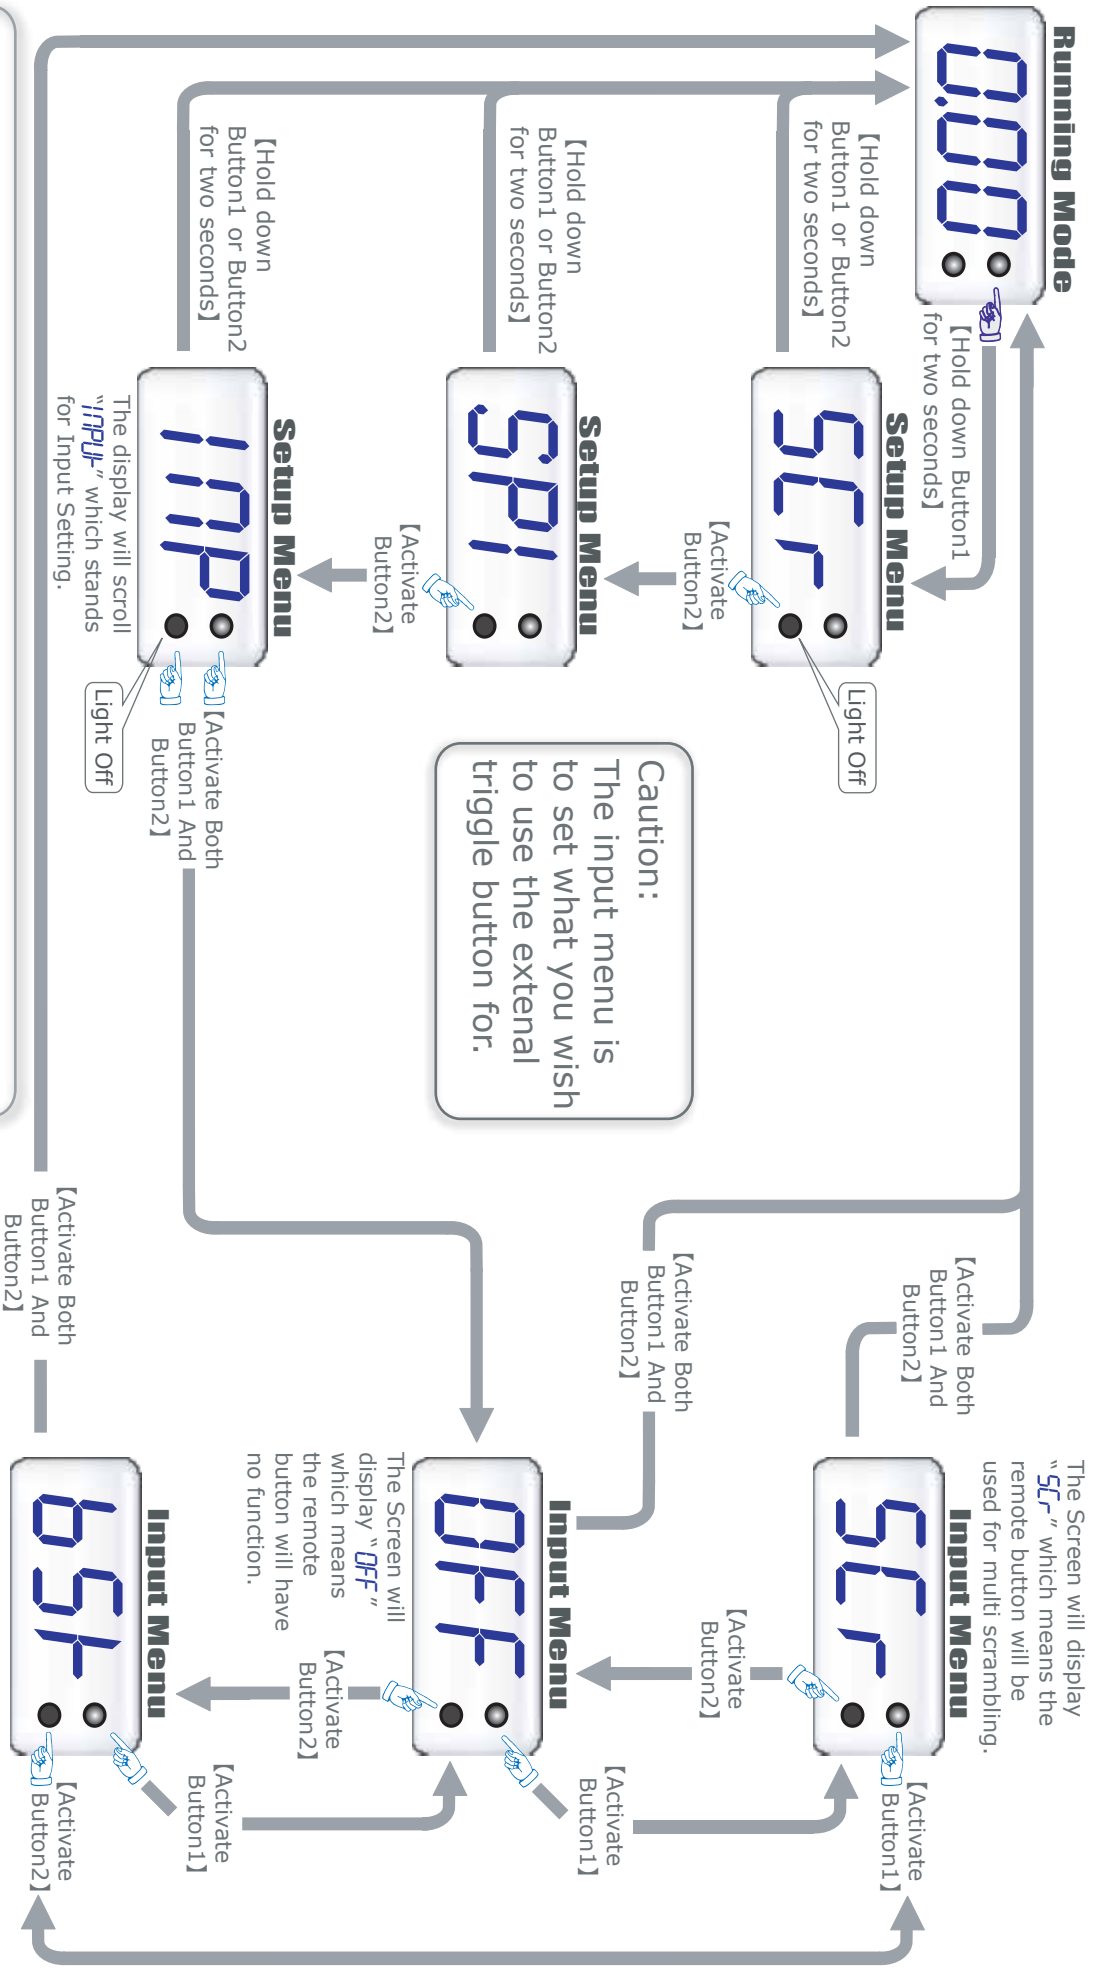 Running Mode
0.00
【Hold down Button1
for two seconds】
Setup Menu
SCr
Light Off
【Hold down
Button1 or Button2
for two seconds】
【Activate
Button2】
Setup Menu
SPI
【Hold down
Button1 or Button2
for two seconds】
【Activate
Button2】
Setup Menu
INP
Light Off
【Hold down
Button1 or Button2
for two seconds】
The display will scroll
“INPUt” which stands
for Input Setting.
【Activate Both
Button1 And
Button2】
Caution:
The input menu is
to set what you wish
to use the extenal
triggle button for.
The Screen will display
“SCr” which means the
remote button will be
used for multi scrambling.
Input Menu
SCr
【Activate Both
Button1 And
Button2】
【Activate
Button1】
【Activate
Button2】
【Activate Both
Button1 And
Button2】
Input Menu
OFF
【Activate
Button1】
The Screen will
display “OFF”
which means
the remote
button will have
no function.
【Activate
Button2】
Input Menu
bSt
【Activate
Button1】
【Activate
Button2】
【Activate Both
Button1 And
Button2】